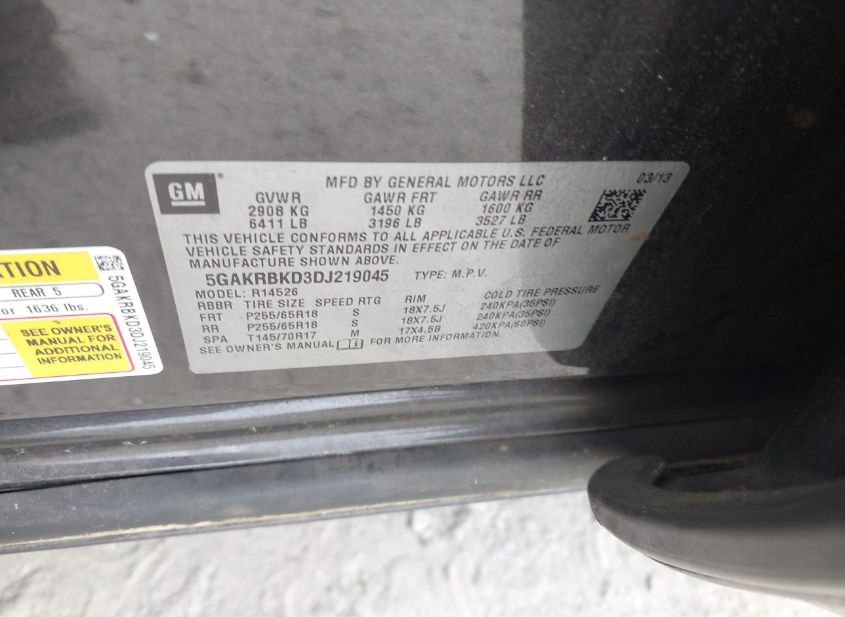 GM
MFD BY GENERAL MOTORS LLC
03/13
GVWR GAWR FRT GAWR RR
2908 KG 1450 KG 1600 KG
6411 LB 3196 LB 3527 LB
THIS VEHICLE CONFORMS TO ALL APPLICABLE U.S. FEDERAL MOTOR
VEHICLE SAFETY STANDARDS IN EFFECT ON THE DATE OF
MANUFACTURE SHOWN ABOVE.
5GAKRBKD3DJ219045 TYPE: M.P.V.
MODEL: R14526
RBBR TIRE SIZE SPEED RTG RIM COLD TIRE PRESSURE
FRT P255/65R18 S 18X7.5J 240KPA(35PSI)
RR P255/65R18 S 18X7.5J 240KPA(35PSI)
SPA T145/70R17 M 17X4.5B 420KPA(60PSI)
SEE OWNER'S MANUAL FOR MORE INFORMATION.
ATION
REAR 5
or 1636 lbs.
SEE OWNER'S
MANUAL FOR
ADDITIONAL
INFORMATION
5GAKRBKD3DJ219045